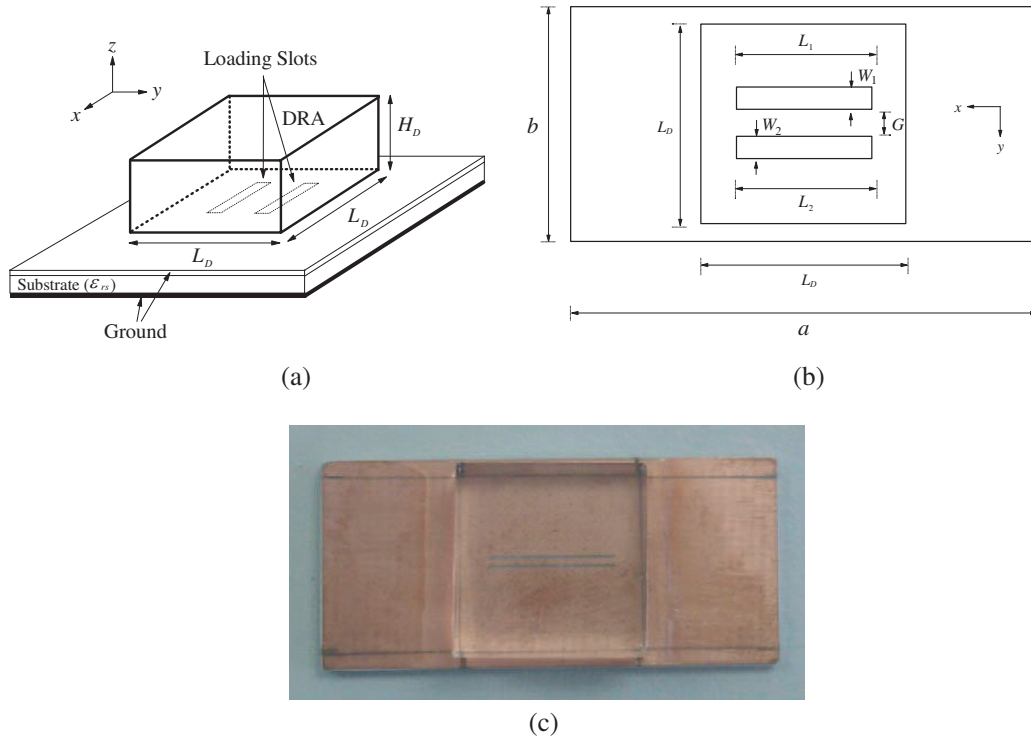 z
y
x
Loading Slots
DRA
H_D
L_D
L_D
Substrate (ε_rs)
Ground
(a)
b
L_D
L_1
W_1
G
W_2
L_2
x
y
L_D
a
(b)
(c)